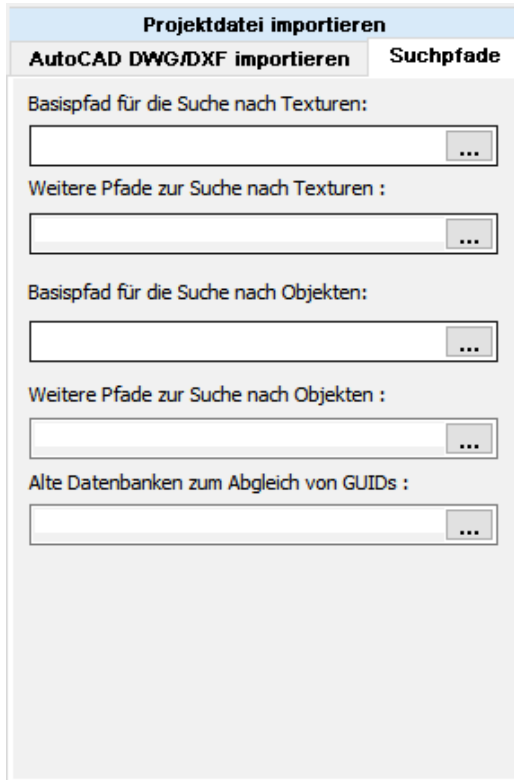 Projektdatei importieren
AutoCAD DWG/DXF importieren Suchpfade
Basispfad für die Suche nach Texturen:
...
Weitere Pfade zur Suche nach Texturen :
...
Basispfad für die Suche nach Objekten:
...
Weitere Pfade zur Suche nach Objekten :
...
Alte Datenbanken zum Abgleich von GUIDs :
...